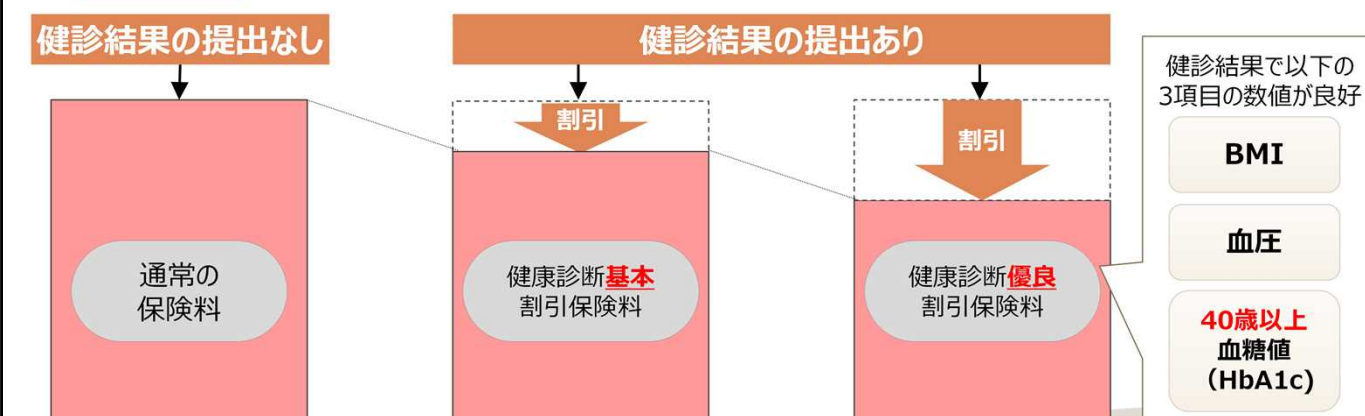 健診結果の提出なし
健診結果の提出あり
割引
割引
通常の
保険料
健康診断基本
割引保険料
健康診断優良
割引保険料
健診結果で以下の
3項目の数値が良好
BMI
血圧
40歳以上
血糖値
（HbA1c)